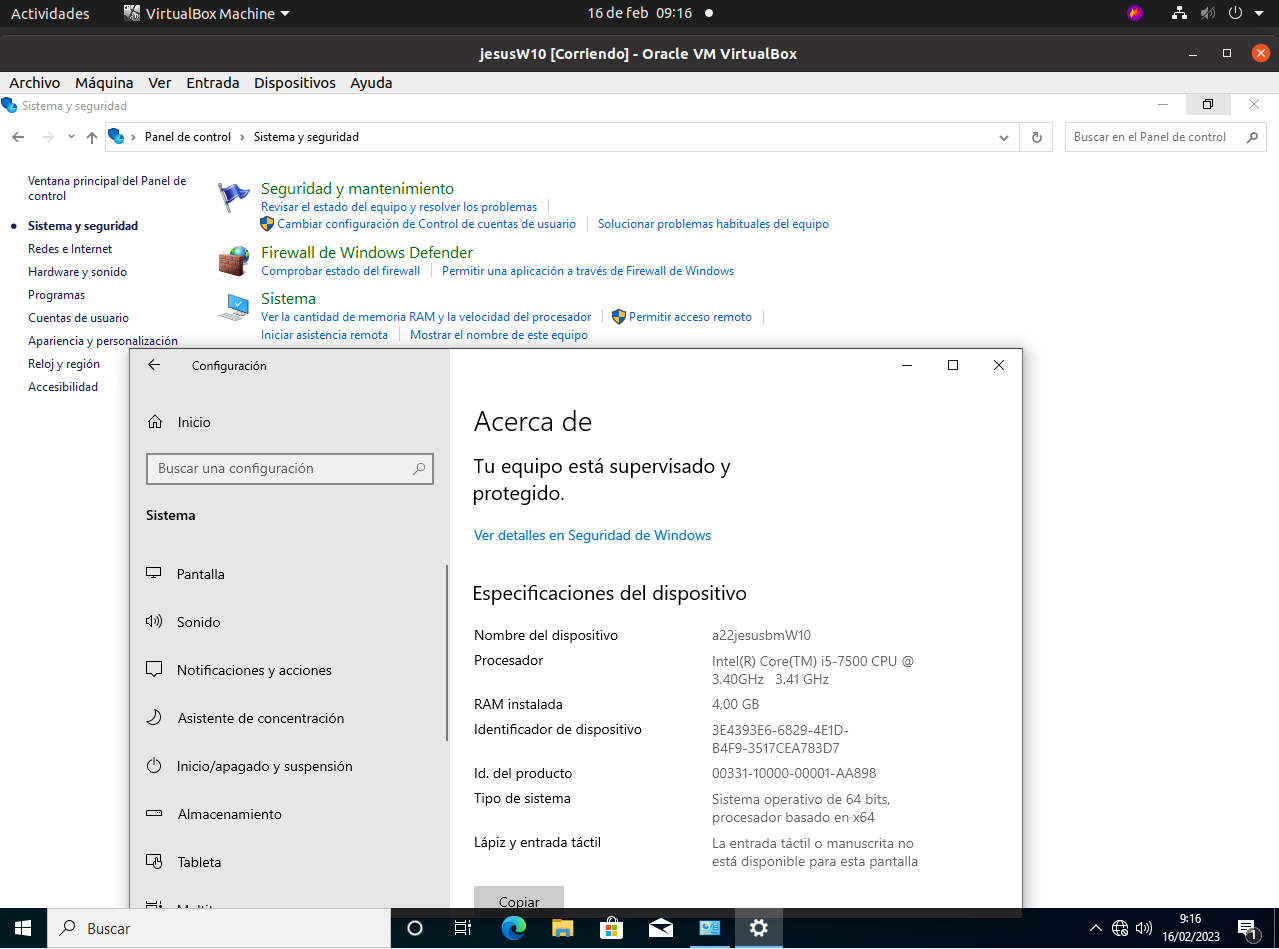 Actividades VirtualBox Machine 16 de feb 09:16
jesusW10 [Corriendo] - Oracle VM VirtualBox
Archivo Máquina Ver Entrada Dispositivos Ayuda
Sistema y seguridad
Panel de control Sistema y seguridad Buscar en el Panel de control
Ventana principal del Panel de
control
Sistema y seguridad
Redes e Internet
Hardware y sonido
Programas
Cuentas de usuario
Apariencia y personalización
Reloj y región
Accesibilidad
Seguridad y mantenimiento
Revisar el estado del equipo y resolver los problemas
Cambiar configuración de Control de cuentas de usuario Solucionar problemas habituales del equipo
Firewall de Windows Defender
Comprobar estado del firewall Permitir una aplicación a través de Firewall de Windows
Sistema
Ver la cantidad de memoria RAM y la velocidad del procesador Permitir acceso remoto
Iniciar asistencia remota Mostrar el nombre de este equipo
Configuración
Inicio
Buscar una configuración
Sistema
Pantalla
Sonido
Notificaciones y acciones
Asistente de concentración
Inicio/apagado y suspensión
Almacenamiento
Tableta
Acerca de
Tu equipo está supervisado y
protegido.
Ver detalles en Seguridad de Windows
Especificaciones del dispositivo
Nombre del dispositivo a22jesusbmW10
Procesador Intel(R) Core(TM) i5-7500 CPU @
3.40GHz 3.41 GHz
RAM instalada 4,00 GB
Identificador de dispositivo 3E4393E6-6829-4E1D-
B4F9-3517CEA783D7
Id. del producto 00331-10000-00001-AA898
Tipo de sistema Sistema operativo de 64 bits,
procesador basado en x64
Lápiz y entrada táctil La entrada táctil o manuscrita no
está disponible para esta pantalla
Copiar
Buscar
9:16
16/02/2023
1